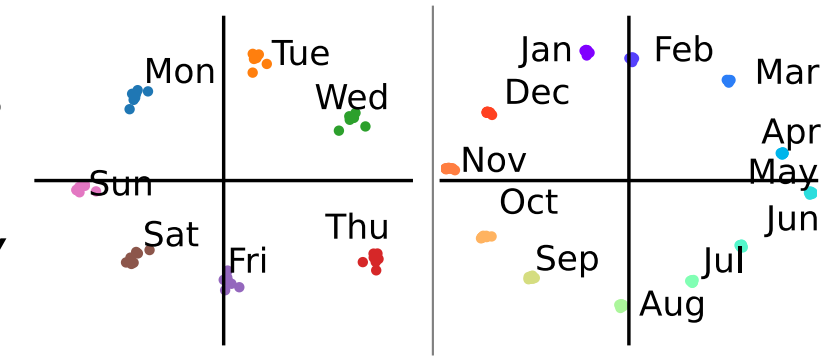 Mon
Tue
Wed
Sun
Sat
Fri
Thu
Jan
Feb
Mar
Dec
Apr
Nov
May
Oct
Jun
Sep
Jul
Aug